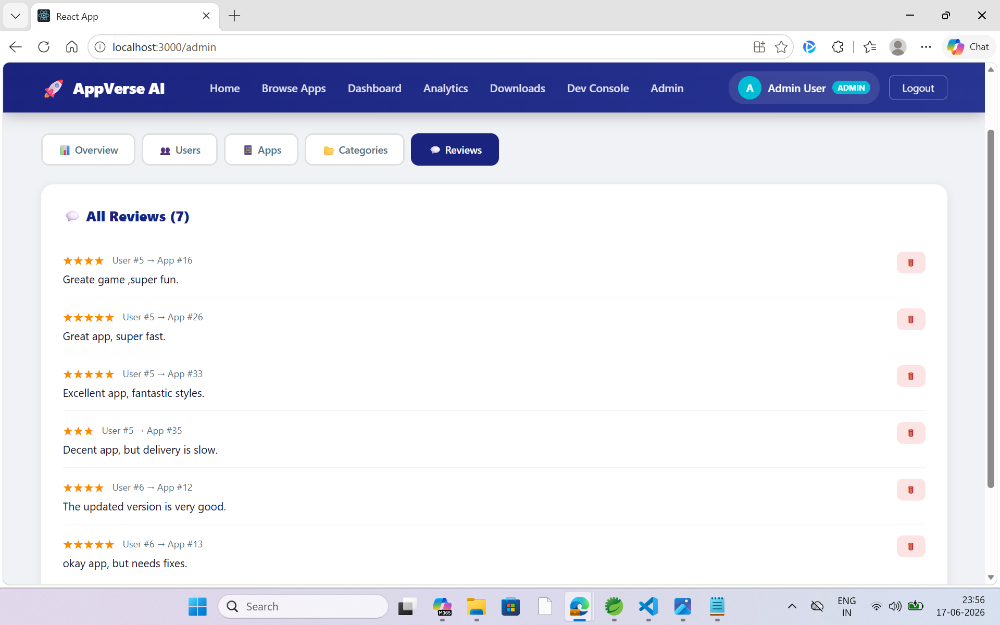 React App
localhost:3000/admin
Chat
AppVerse AI
Home
Browse Apps
Dashboard
Analytics
Downloads
Dev Console
Admin
A
Admin User
ADMIN
Logout
Overview
Users
Apps
Categories
Reviews
All Reviews (7)
★★★★ User #5 → App #16
Greate game ,super fun.
★★★★★ User #5 → App #26
Great app, super fast.
★★★★★ User #5 → App #33
Excellent app, fantastic styles.
★★★ User #5 → App #35
Decent app, but delivery is slow.
★★★★ User #6 → App #12
The updated version is very good.
★★★★★ User #6 → App #13
okay app, but needs fixes.
Search
M365
ENG
IN
23:56
17-06-2026